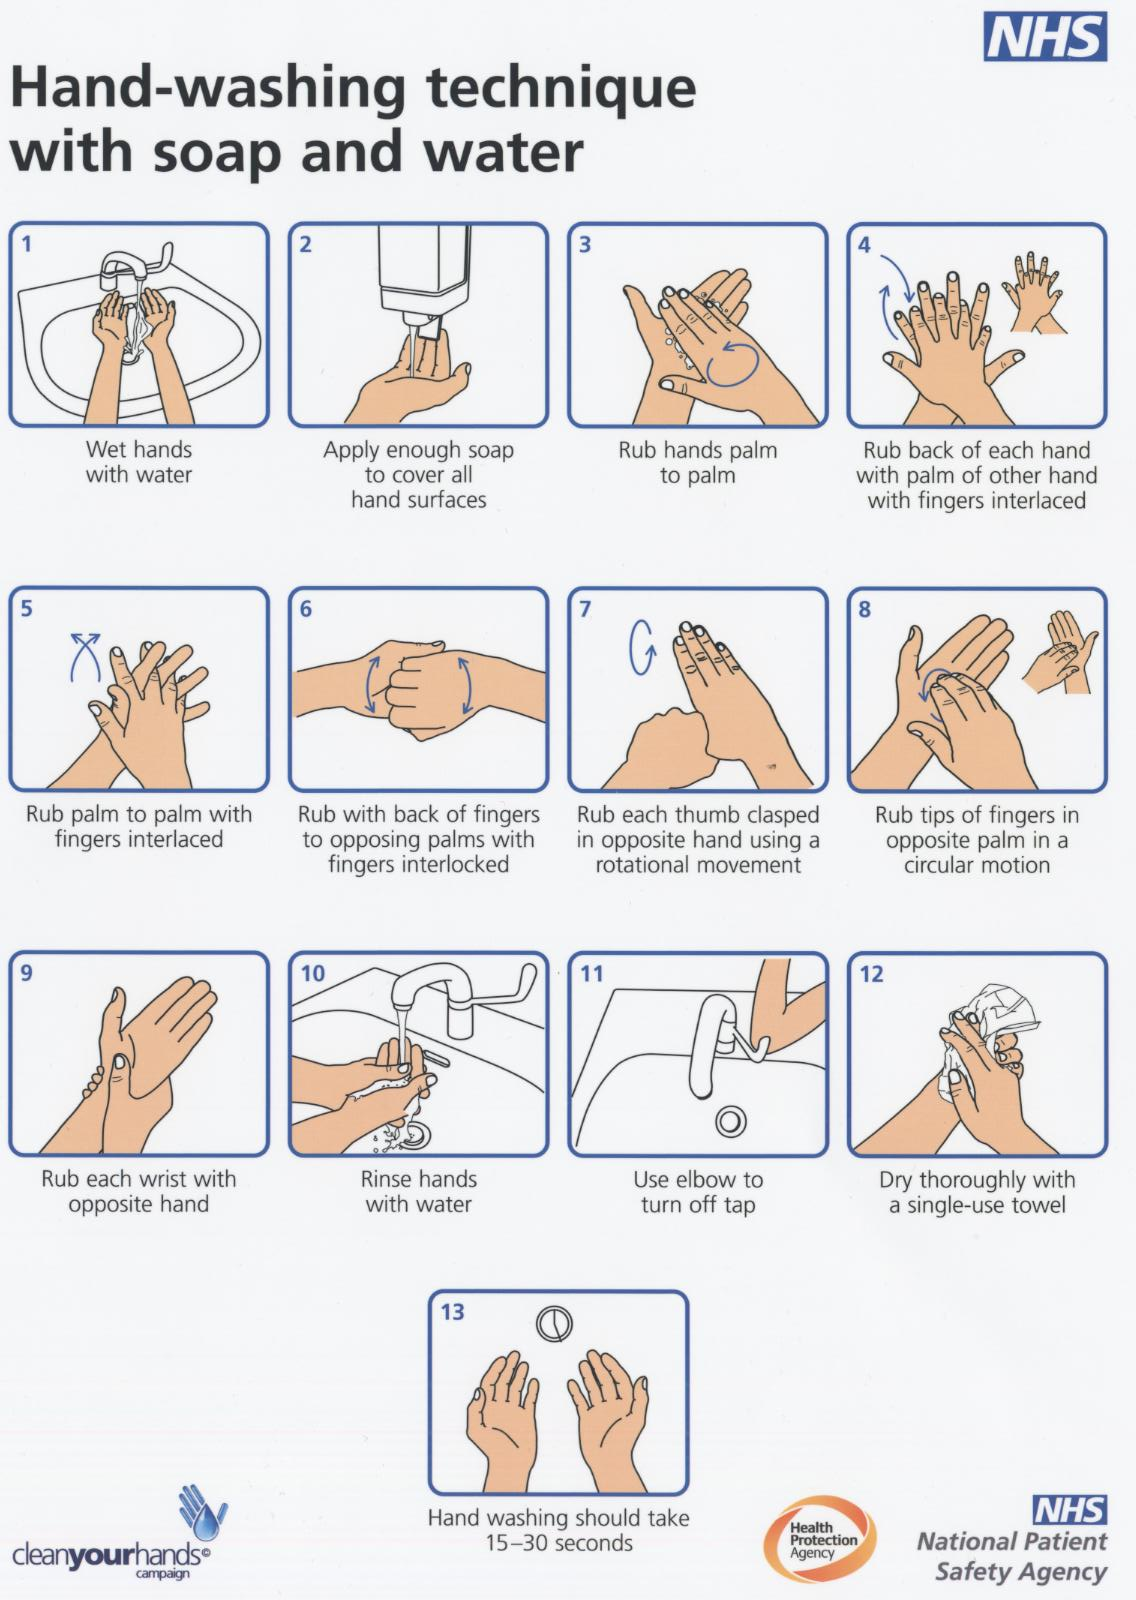 NHS
Hand-washing technique
with soap and water
1
Wet hands
with water
2
Apply enough soap
to cover all
hand surfaces
3
Rub hands palm
to palm
4
Rub back of each hand
with palm of other hand
with fingers interlaced
5
Rub palm to palm with
fingers interlaced
6
Rub with back of fingers
to opposing palms with
fingers interlocked
7
Rub each thumb clasped
in opposite hand using a
rotational movement
8
Rub tips of fingers in
opposite palm in a
circular motion
9
Rub each wrist with
opposite hand
10
Rinse hands
with water
11
Use elbow to
turn off tap
12
Dry thoroughly with
a single-use towel
13
Hand washing should take
15–30 seconds
cleanyourhands©
campaign
Health
Protection
Agency
NHS
National Patient
Safety Agency